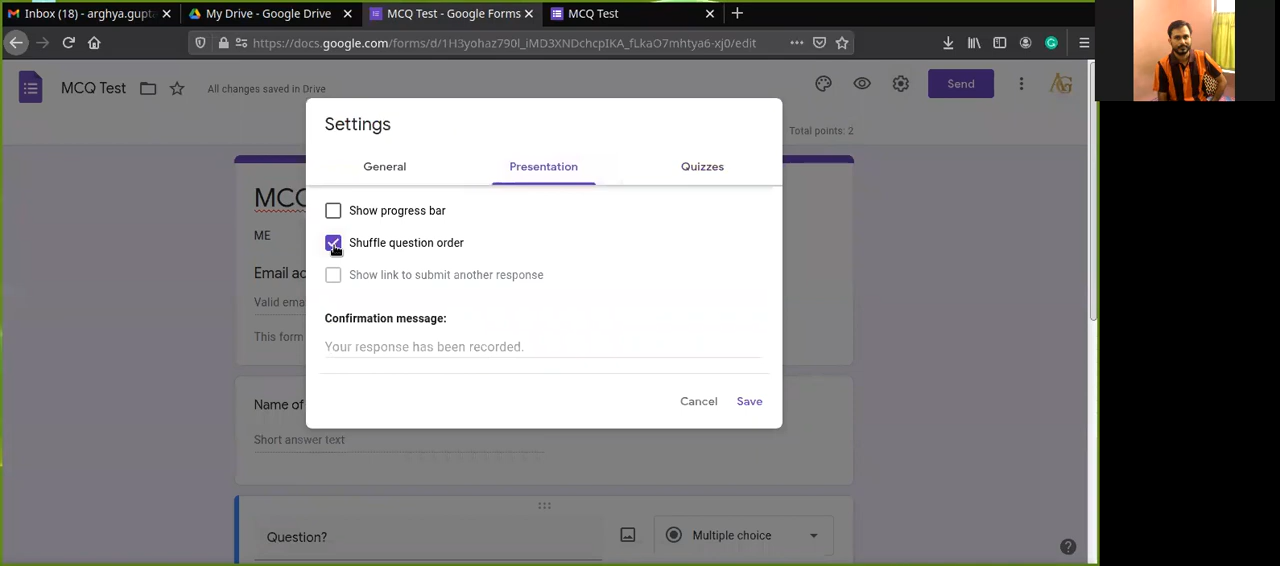 Inbox (18) - arghya.gupt
My Drive - Google Drive
MCQ Test - Google Forms
MCQ Test
https://docs.google.com/forms/d/1H3yohaz790l_iMD3XNDchcpIKA_fLkaO7mhtya6-xj0/edit
MCQ Test
All changes saved in Drive
Send
Total points: 2
Settings
General
Presentation
Quizzes
MCQ
Show progress bar
ME
Shuffle question order
Email ad
Show link to submit another response
Valid ema
Confirmation message:
This form
Your response has been recorded.
Cancel
Save
Name of
Short answer text
Question?
Multiple choice